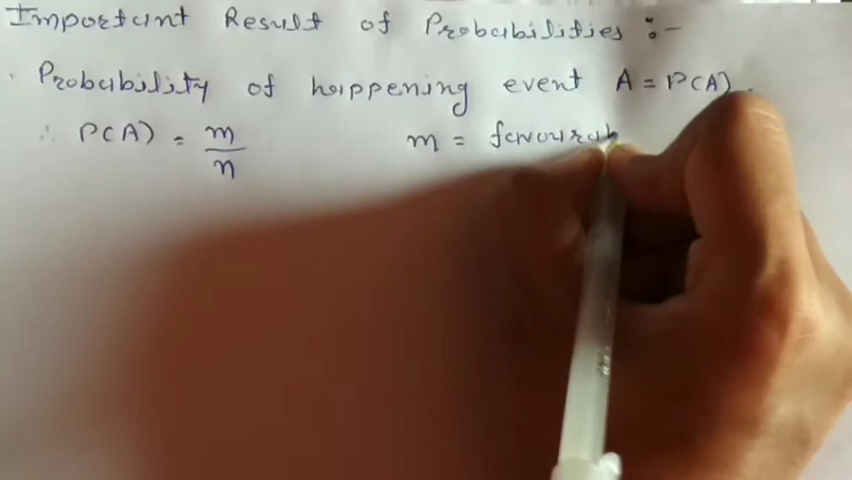 Important Result of Probabilities :-
Probability of happening event A = P(A).
∴ P(A) = m/n m = favourab